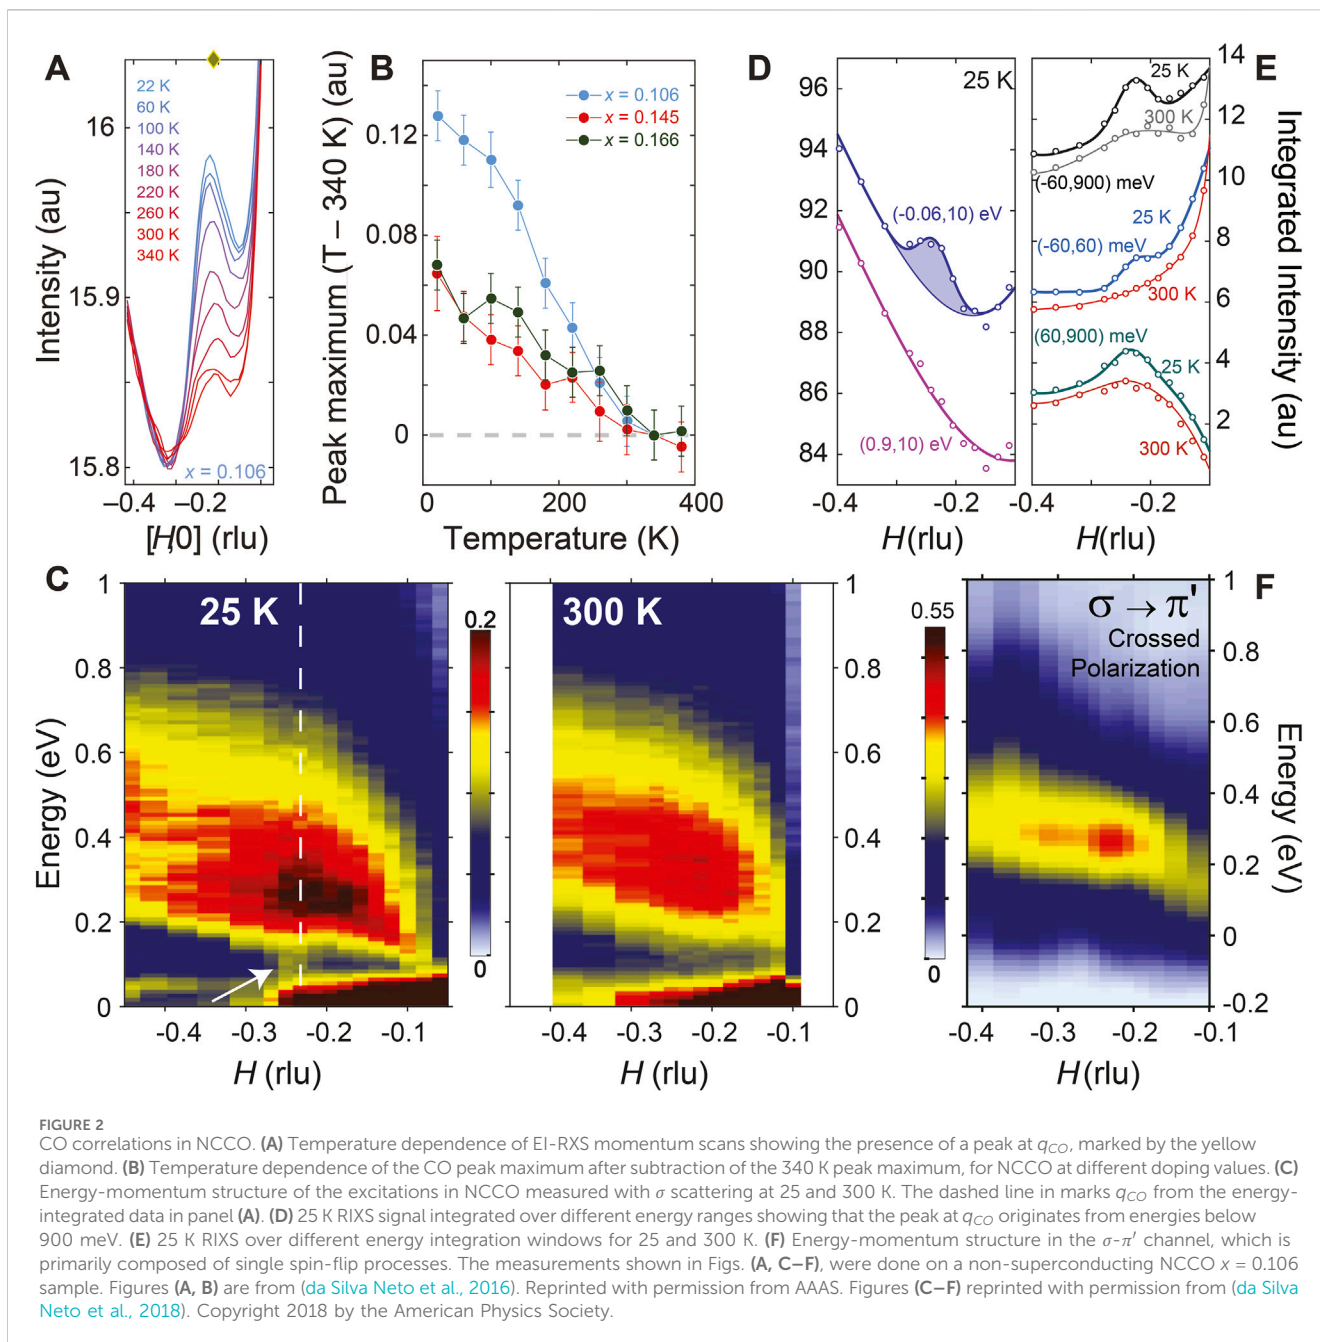 A
22 K
60 K
100 K
140 K
180 K
220 K
260 K
300 K
340 K
16
15.9
15.8
Intensity (au)
x = 0.106
−0.4
−0.2
0
[H,0] (rlu)
B
Peak maximum (T − 340 K) (au)
x = 0.106
x = 0.145
x = 0.166
0.12
0.08
0.04
0
0
200
400
Temperature (K)
D
25 K
96
94
92
90
88
86
84
(-0.06,10) eV
(0.9,10) eV
-0.4
-0.2
H(rlu)
E
25 K
300 K
(-60,900) meV
25 K
(-60,60) meV
300 K
(60,900) meV
25 K
300 K
14
12
10
8
6
4
2
Integrated Intensity (au)
-0.4
-0.2
H(rlu)
C
25 K
1
0.8
0.6
0.4
0.2
0
Energy (eV)
-0.4
-0.3
-0.2
-0.1
H (rlu)
0.2
0
300 K
1
0.8
0.6
0.4
0.2
0
-0.4
-0.3
-0.2
-0.1
H (rlu)
0.55
0
F
σ → π'
Crossed
Polarization
1
0.8
0.6
0.4
0.2
0
-0.2
Energy (eV)
-0.4
-0.3
-0.2
-0.1
H(rlu)
FIGURE 2
CO correlations in NCCO. (A) Temperature dependence of EI-RXS momentum scans showing the presence of a peak at qCO, marked by the yellow
diamond. (B) Temperature dependence of the CO peak maximum after subtraction of the 340 K peak maximum, for NCCO at different doping values. (C)
Energy-momentum structure of the excitations in NCCO measured with σ scattering at 25 and 300 K. The dashed line in marks qCO from the energy-
integrated data in panel (A). (D) 25 K RIXS signal integrated over different energy ranges showing that the peak at qCO originates from energies below
900 meV. (E) 25 K RIXS over different energy integration windows for 25 and 300 K. (F) Energy-momentum structure in the σ-π′ channel, which is
primarily composed of single spin-flip processes. The measurements shown in Figs. (A, C–F), were done on a non-superconducting NCCO x = 0.106
sample. Figures (A, B) are from (da Silva Neto et al., 2016). Reprinted with permission from AAAS. Figures (C–F) reprinted with permission from (da Silva
Neto et al., 2018). Copyright 2018 by the American Physics Society.